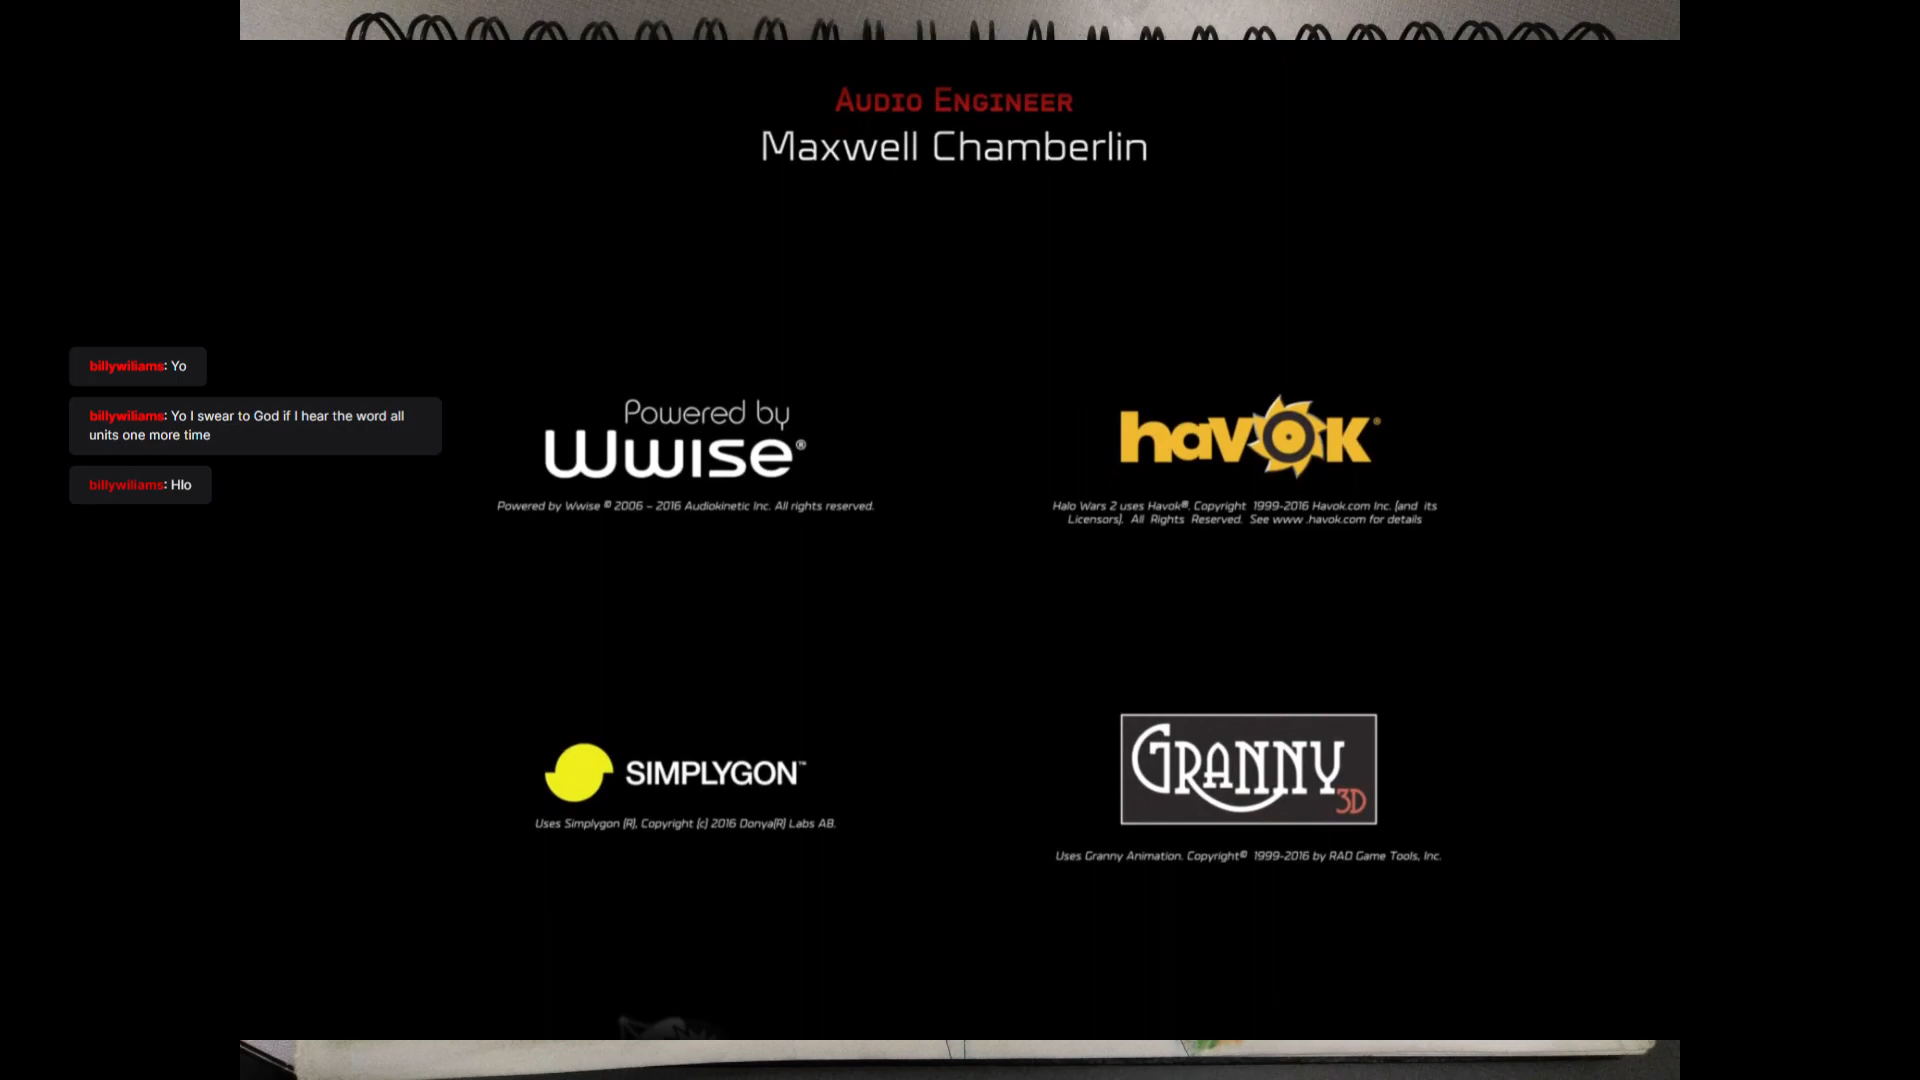 Audio Engineer
Maxwell Chamberlin
billywiliams: Yo
billywiliams: Yo I swear to God if I hear the word all
units one more time
billywiliams: Hlo
Powered by
Wwise®
Powered by Wwise © 2006 – 2016 Audiokinetic Inc. All rights reserved.
havok®
Halo Wars 2 uses Havok®. Copyright 1999-2016 Havok.com Inc. (and its
Licensors). All Rights Reserved. See www .havok.com for details
SIMPLYGON™
Uses Simplygon (R), Copyright (c) 2016 Donya(R) Labs AB.
GRANNY
3D
Uses Granny Animation. Copyright© 1999-2016 by RAD Game Tools, Inc.